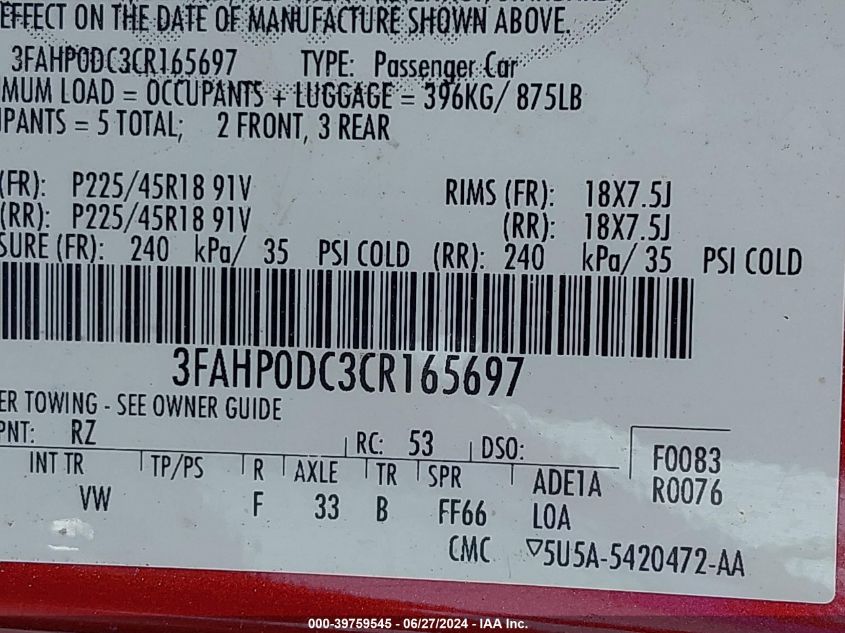 EFFECT ON THE DATE OF MANUFACTURE SHOWN ABOVE.
3FAHP0DC3CR165697 TYPE: Passenger Car
MUM LOAD = OCCUPANTS + LUGGAGE = 396KG/ 875LB
PANTS = 5 TOTAL; 2 FRONT, 3 REAR
(FR): P225/45R18 91V RIMS (FR): 18X7.5J
(RR): P225/45R18 91V (RR): 18X7.5J
SURE (FR): 240 kPa/ 35 PSI COLD (RR): 240 kPa/ 35 PSI COLD
3FAHP0DC3CR165697
ER TOWING - SEE OWNER GUIDE
PNT: RZ RC: 53 DSO:
F0083
INT TR TP/PS R AXLE TR SPR ADE1A R0076
VW F 33 B FF66 LOA
CMC ▽5U5A-5420472-AA
000-39759545 - 06/27/2024 - IAA Inc.